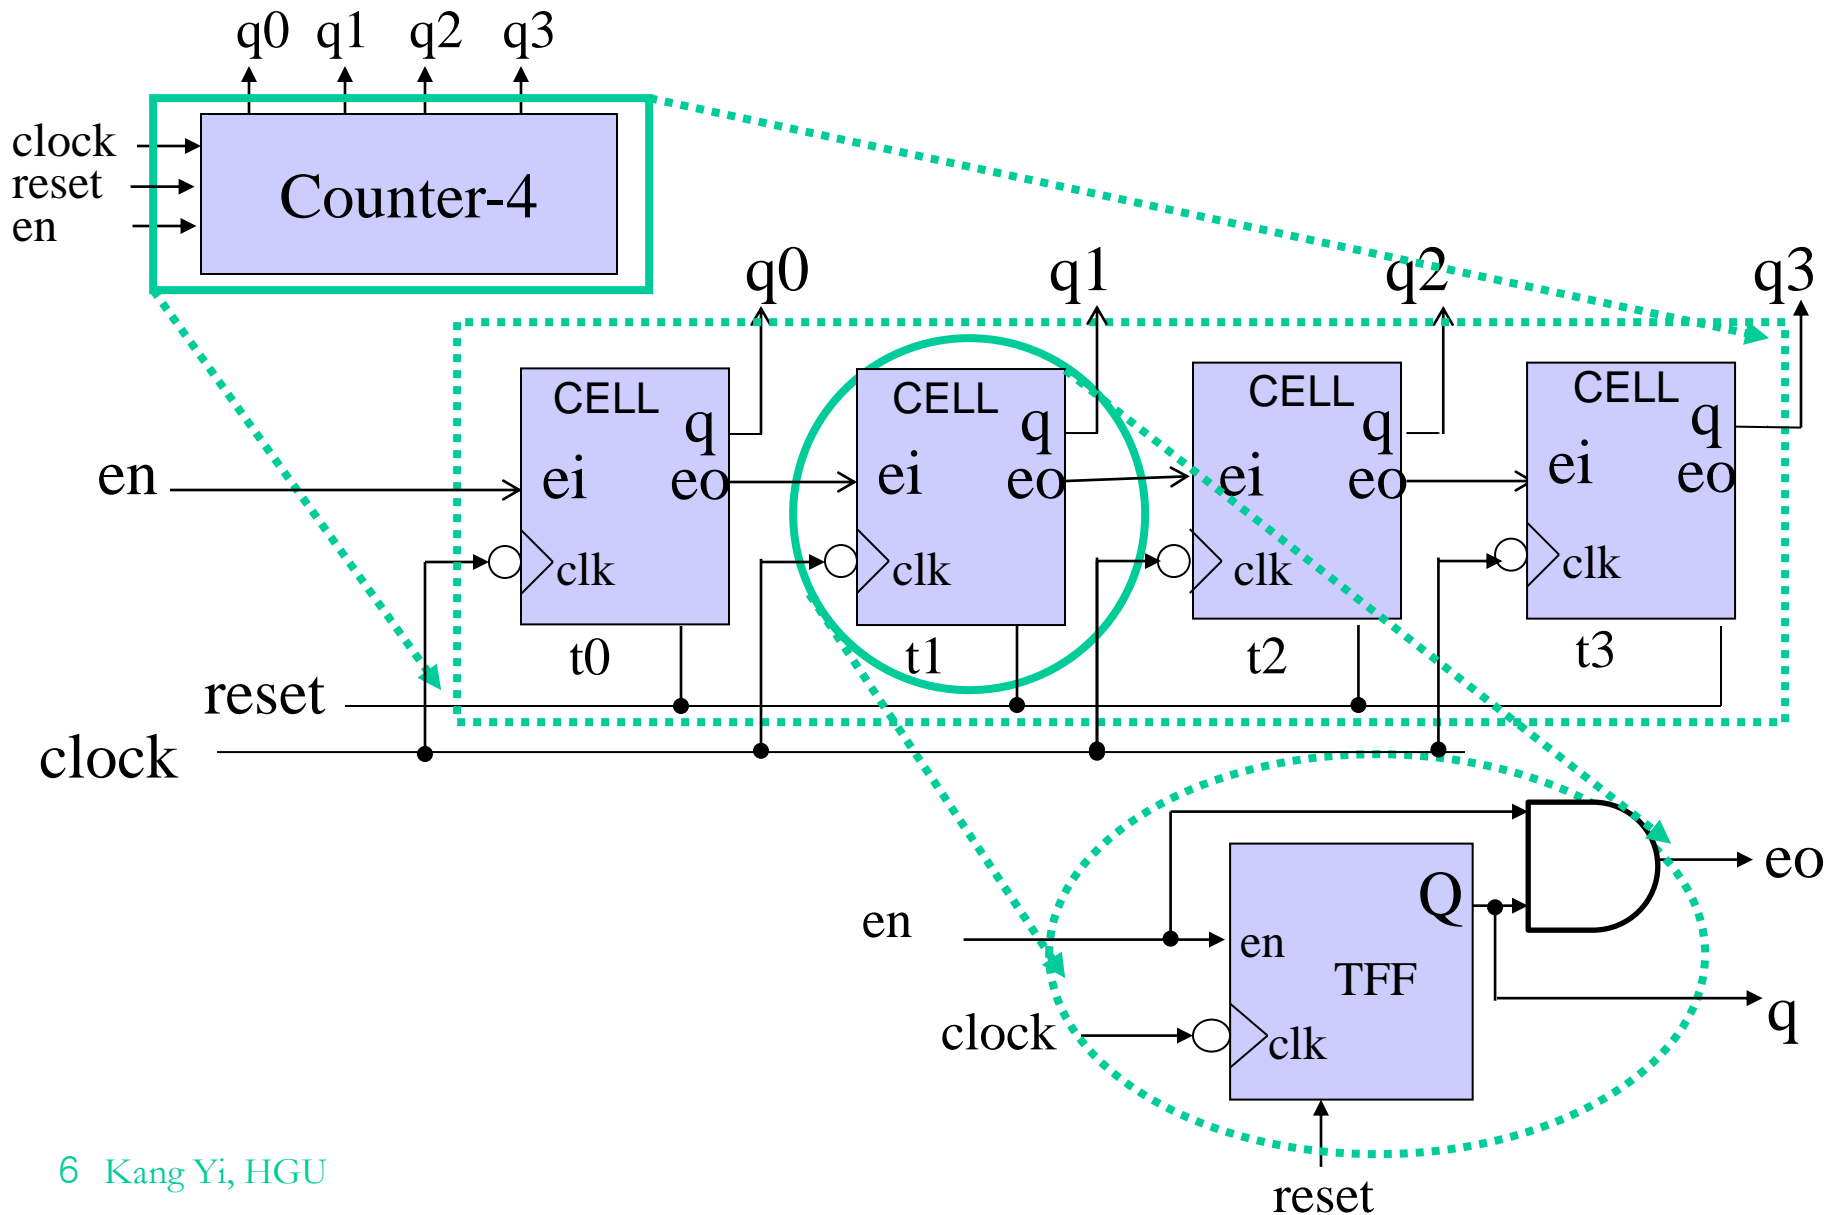 q0 q1 q2 q3
clock
reset
en
Counter-4
q0 q1 q2 q3
CELL CELL CELL CELL
q q q q
en ei eo ei eo ei eo ei eo
clk clk clk clk
t0 t1 t2 t3
reset
clock
eo
Q
en
en
TFF
q
clock
clk
reset
6 Kang Yi, HGU